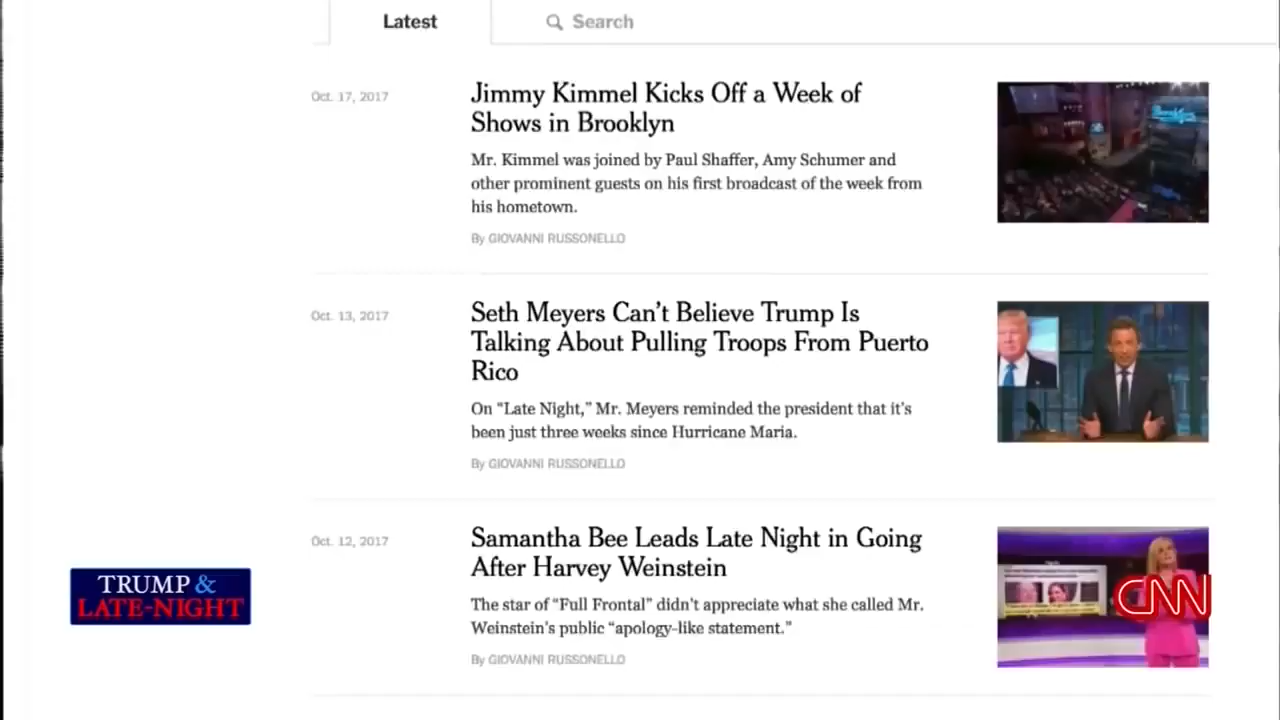 Latest
Search
Oct. 17, 2017
Jimmy Kimmel Kicks Off a Week of
Shows in Brooklyn
Mr. Kimmel was joined by Paul Shaffer, Amy Schumer and
other prominent guests on his first broadcast of the week from
his hometown.
By GIOVANNI RUSSONELLO
Oct. 13, 2017
Seth Meyers Can’t Believe Trump Is
Talking About Pulling Troops From Puerto
Rico
On “Late Night,” Mr. Meyers reminded the president that it’s
been just three weeks since Hurricane Maria.
By GIOVANNI RUSSONELLO
Oct. 12, 2017
Samantha Bee Leads Late Night in Going
After Harvey Weinstein
The star of “Full Frontal” didn’t appreciate what she called Mr.
Weinstein’s public “apology-like statement.”
By GIOVANNI RUSSONELLO
TRUMP &
LATE-NIGHT
CNN